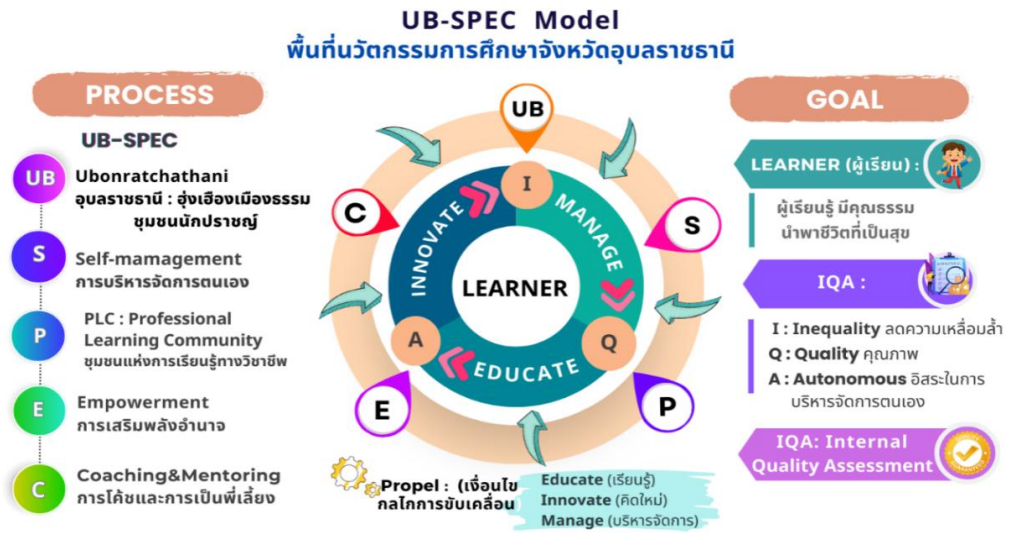 UB-SPEC Model
พื้นที่นวัตกรรมการศึกษาจังหวัดอุบลราชธานี
PROCESS
UB-SPEC
UB
Ubonratchathani
อุบลราชธานี : ฮุ่งเฮืองเมืองธรรม
ชุมชนนักปราชญ์
S
Self-mamagement
การบริหารจัดการตนเอง
P
PLC : Professional
Learning Community
ชุมชนแห่งการเรียนรู้ทางวิชาชีพ
E
Empowerment
การเสริมพลังอำนาจ
C
Coaching&Mentoring
การโค้ชและการเป็นพี่เลี้ยง
UB
C
S
E
P
I
Q
A
INNOVATE
MANAGE
EDUCATE
LEARNER
Propel : (เงื่อนไข
กลไกการขับเคลื่อน
Educate (เรียนรู้)
Innovate (คิดใหม่)
Manage (บริหารจัดการ)
GOAL
LEARNER (ผู้เรียน) :
ผู้เรียนรู้ มีคุณธรรม
นำพาชีวิตที่เป็นสุข
IQA :
I : Inequality ลดความเหลื่อมล้ำ
Q : Quality คุณภาพ
A : Autonomous อิสระในการ
บริหารจัดการตนเอง
IQA: Internal
Quality Assessment